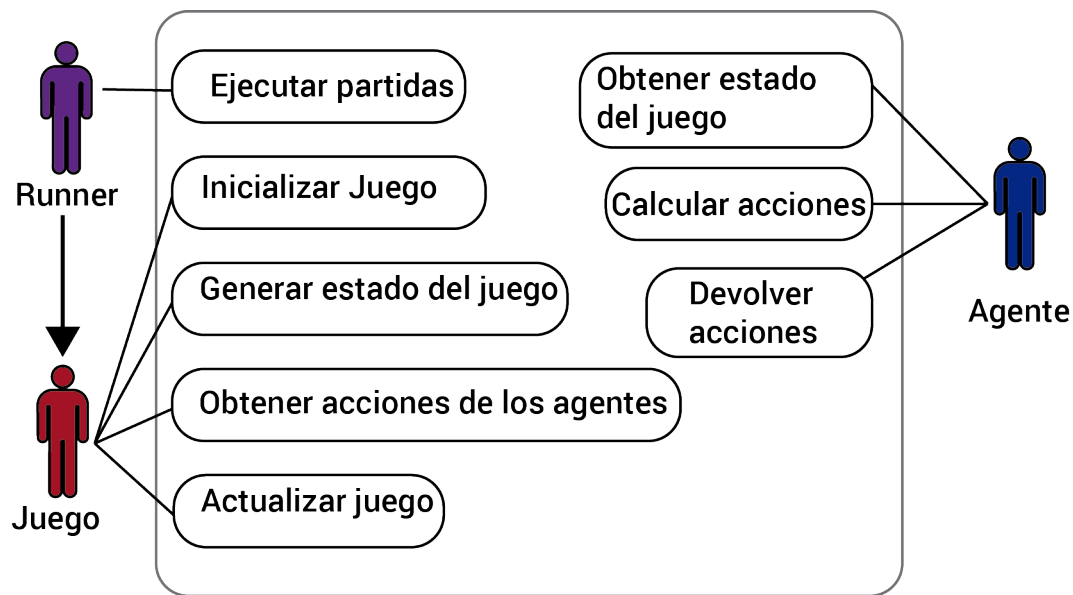 Runner
Juego
Ejecutar partidas
Inicializar Juego
Generar estado del juego
Obtener acciones de los agentes
Actualizar juego
Obtener estado
del juego
Calcular acciones
Devolver
acciones
Agente